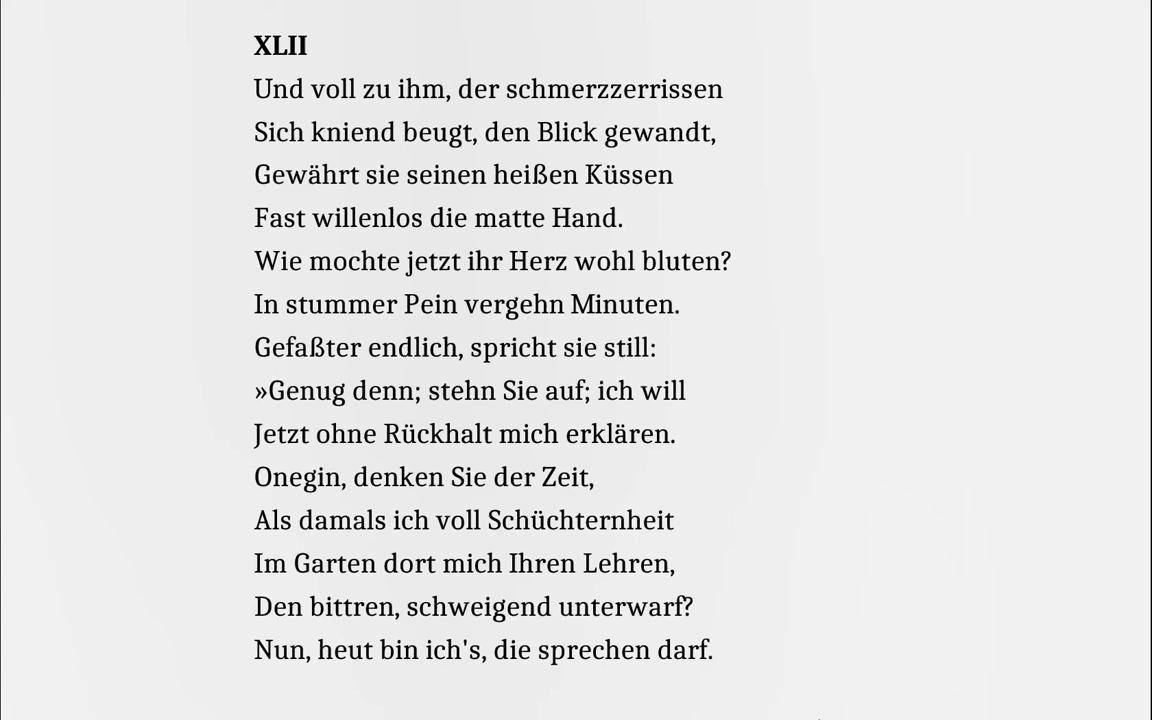 XLII
Und voll zu ihm, der schmerzzerrissen
Sich kniend beugt, den Blick gewandt,
Gewährt sie seinen heißen Küssen
Fast willenlos die matte Hand.
Wie mochte jetzt ihr Herz wohl bluten?
In stummer Pein vergehn Minuten.
Gefaßter endlich, spricht sie still:
»Genug denn; stehn Sie auf; ich will
Jetzt ohne Rückhalt mich erklären.
Onegin, denken Sie der Zeit,
Als damals ich voll Schüchternheit
Im Garten dort mich Ihren Lehren,
Den bittren, schweigend unterwarf?
Nun, heut bin ich's, die sprechen darf.